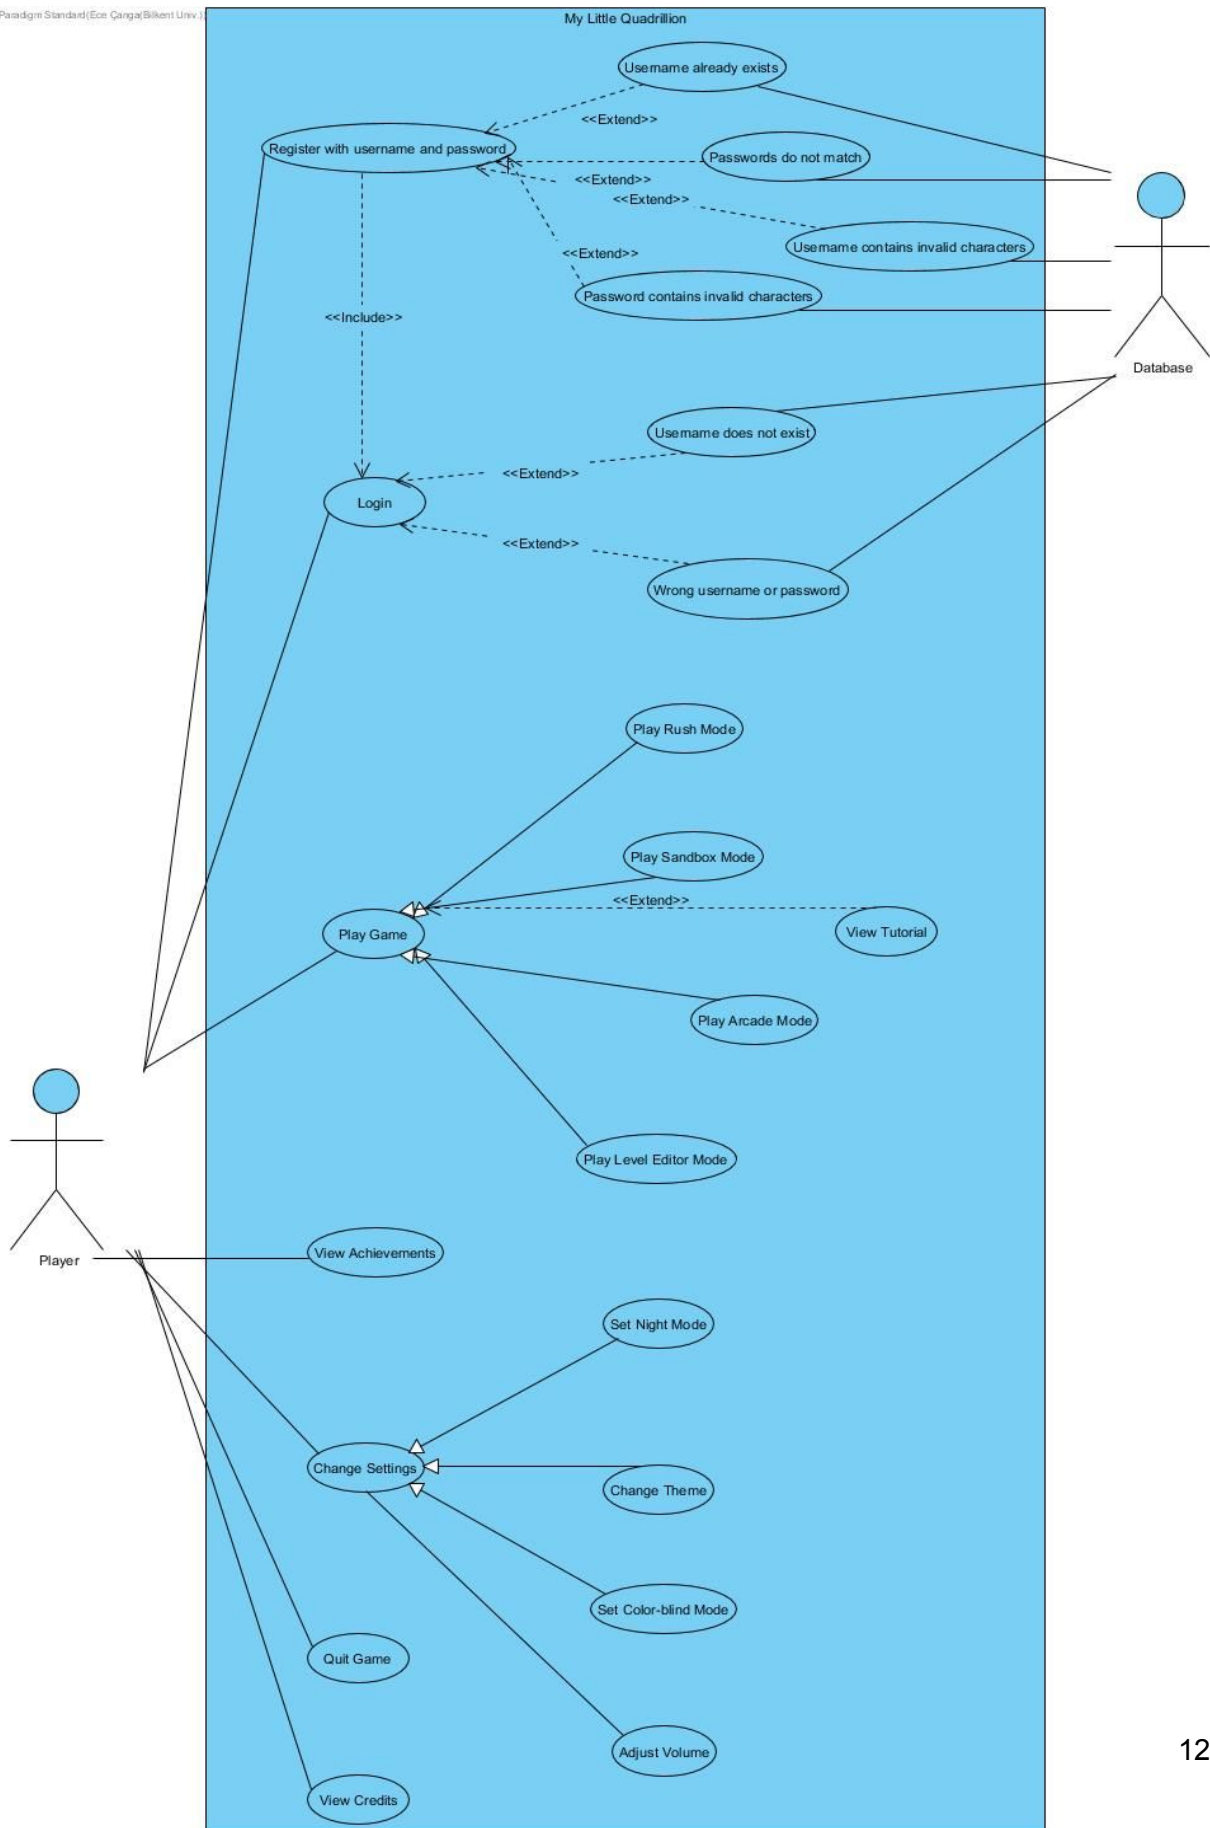 Paradigm Standard(Ece Çanga(Bilkent Univ.))
My Little Quadrillion
Username already exists
<<Extend>>
Register with username and password
Passwords do not match
<<Extend>>
<<Extend>>
Username contains invalid characters
<<Extend>>
Password contains invalid characters
<<Include>>
Database
Username does not exist
<<Extend>>
Login
<<Extend>>
Wrong username or password
Play Rush Mode
Play Sandbox Mode
<<Extend>>
Play Game
View Tutorial
Play Arcade Mode
Play Level Editor Mode
View Achievements
Player
Set Night Mode
Change Settings
Change Theme
Set Color-blind Mode
Quit Game
Adjust Volume
12
View Credits